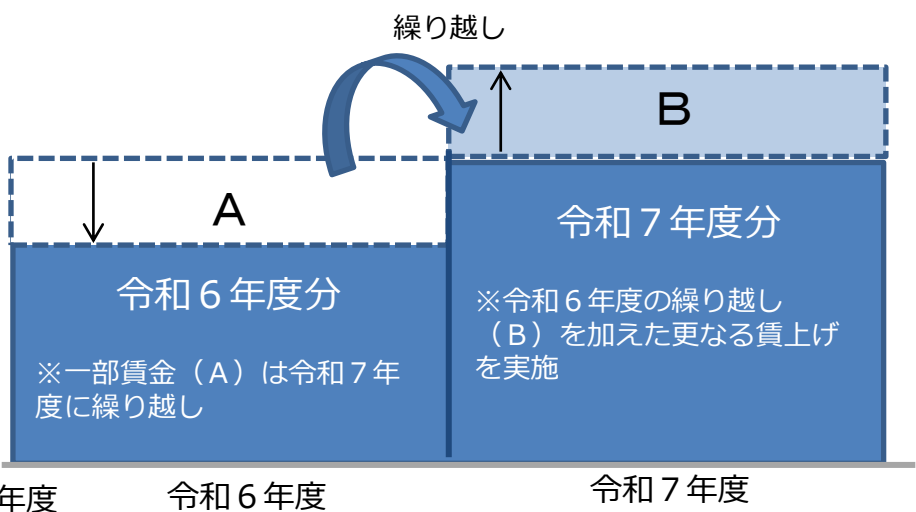 繰り越し
B
A
令和７年度分
令和６年度分
※令和６年度の繰り越し
（Ｂ）を加えた更なる賃上げ
を実施
※一部賃金（Ａ）は令和７年
度に繰り越し
年度
令和６年度
令和７年度